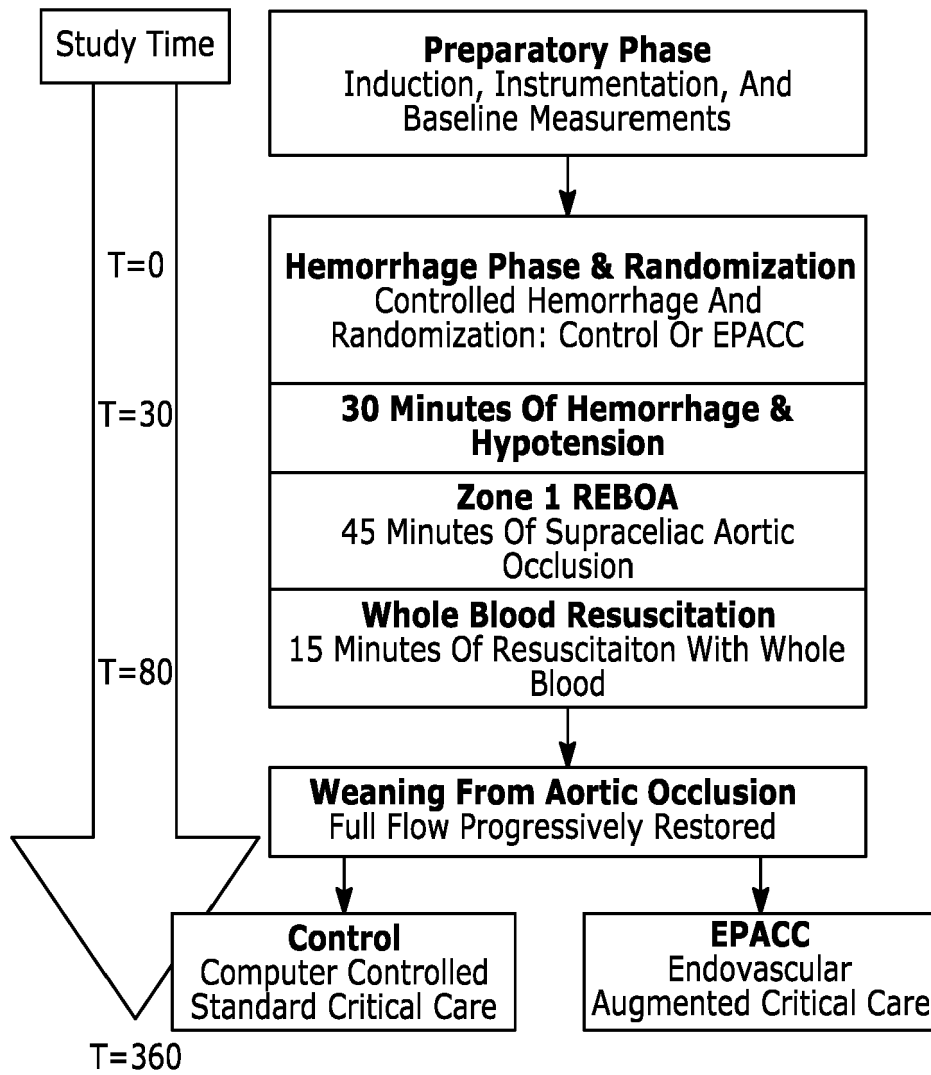 Study Time
Preparatory Phase
Induction, Instrumentation, And
Baseline Measurements
T=0
Hemorrhage Phase & Randomization
Controlled Hemorrhage And
Randomization: Control Or EPACC
T=30
30 Minutes Of Hemorrhage &
Hypotension
Zone 1 REBOA
45 Minutes Of Supraceliac Aortic
Occlusion
Whole Blood Resuscitation
15 Minutes Of Resuscitaiton With Whole
Blood
T=80
Weaning From Aortic Occlusion
Full Flow Progressively Restored
Control
Computer Controlled
Standard Critical Care
EPACC
Endovascular
Augmented Critical Care
T=360